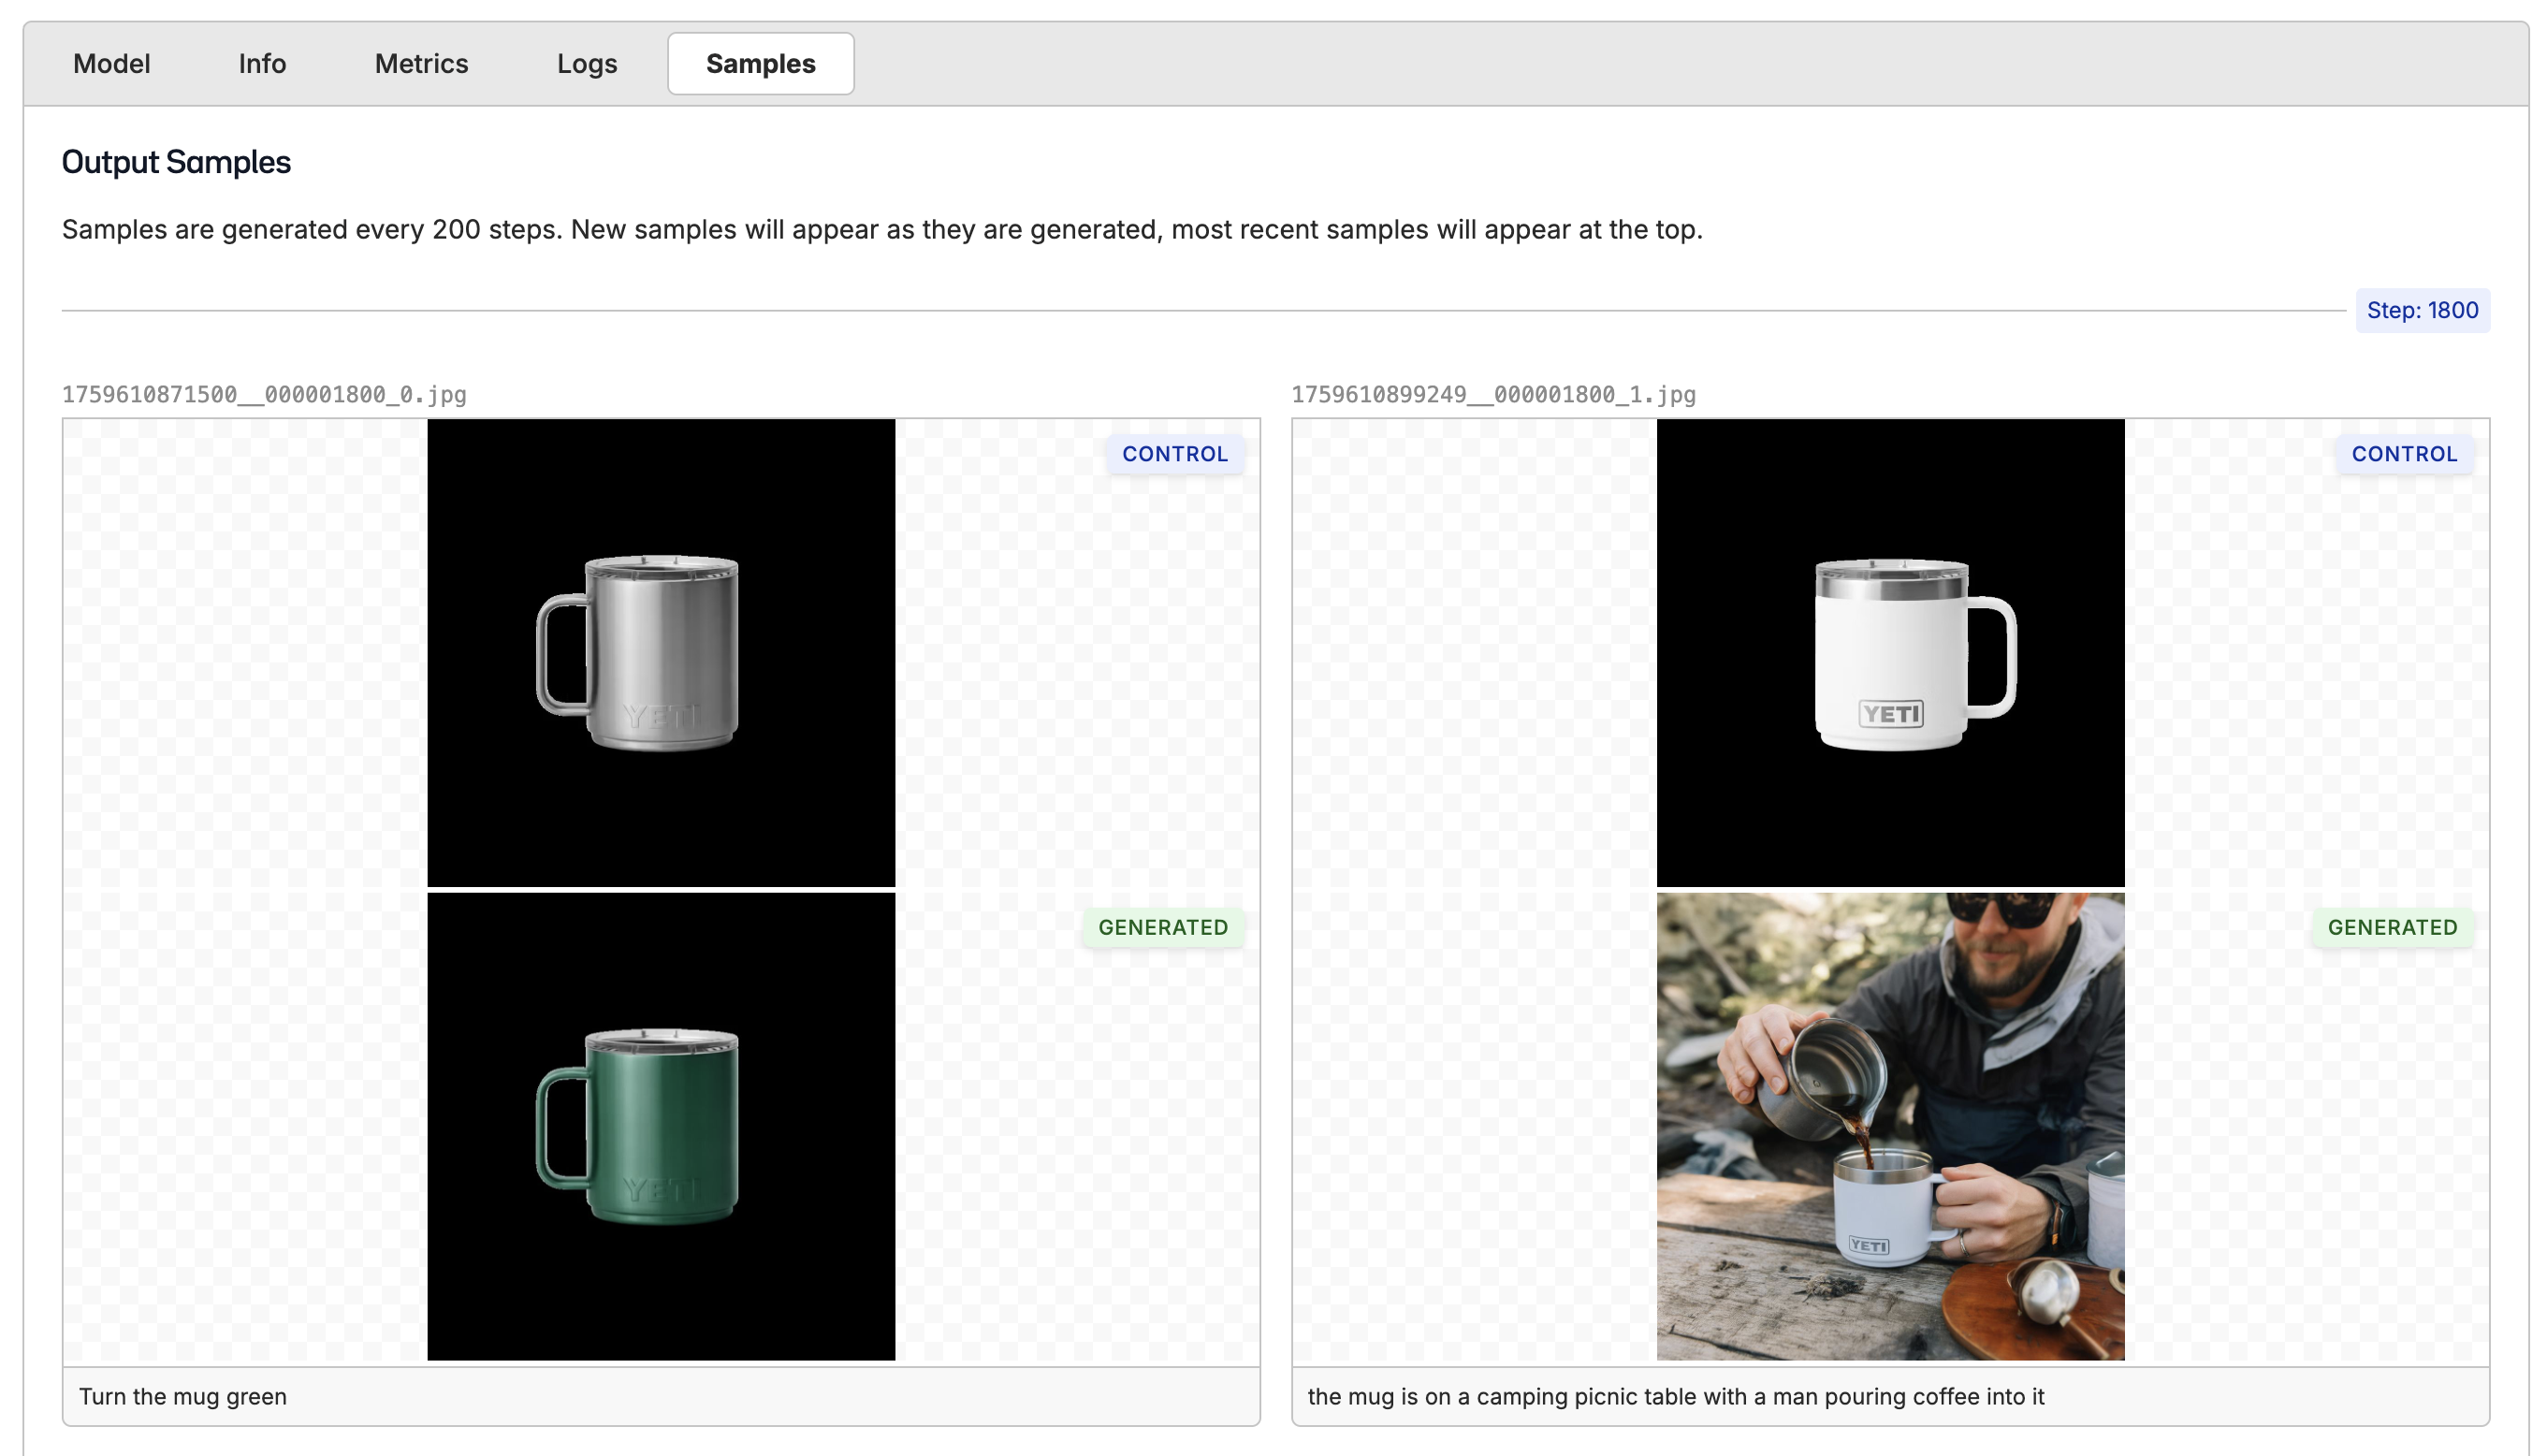 Model Info Metrics Logs Samples
Output Samples
Samples are generated every 200 steps. New samples will appear as they are generated, most recent samples will appear at the top.
Step: 1800
1759610871500__000001800_0.jpg
CONTROL
YETI
GENERATED
YETI
Turn the mug green
1759610899249__000001800_1.jpg
CONTROL
YETI
GENERATED
YETI
the mug is on a camping picnic table with a man pouring coffee into it